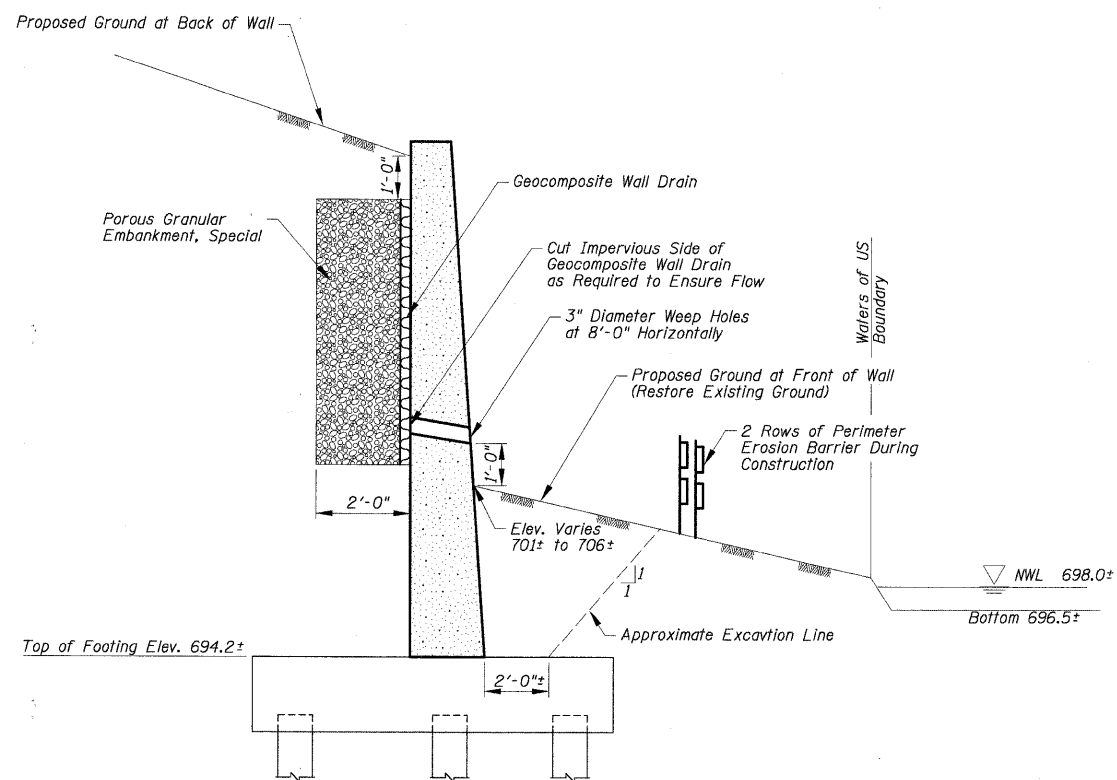 Proposed Ground at Back of Wall
1'-0"
Geocomposite Wall Drain
Porous Granular
Embankment, Special
Cut Impervious Side of
Geocomposite Wall Drain
as Required to Ensure Flow
3" Diameter Weep Holes
at 8'-0" Horizontally
Waters of US
Boundary
Proposed Ground at Front of Wall
(Restore Existing Ground)
2 Rows of Perimeter
Erosion Barrier During
Construction
1'-0"
2'-0"
Elev. Varies
701± to 706±
1
1
NWL 698.0±
Bottom 696.5±
Approximate Excavtion Line
Top of Footing Elev. 694.2±
2'-0"±